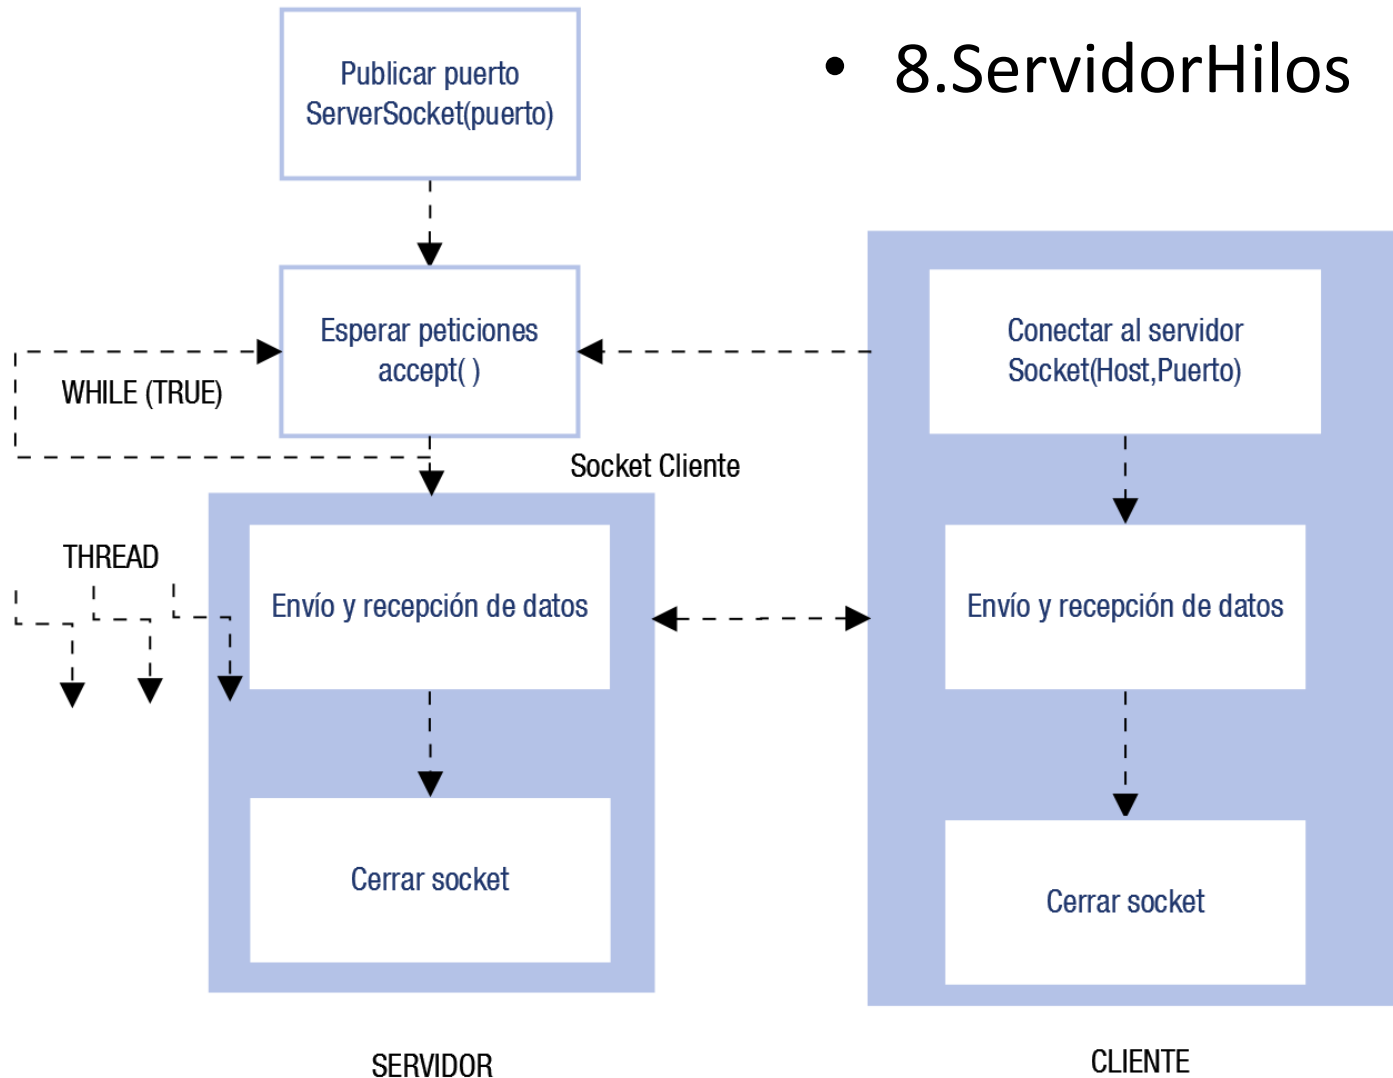 • 8.ServidorHilos
Publicar puerto
ServerSocket(puerto)
Esperar peticiones
accept( )
WHILE (TRUE)
Conectar al servidor
Socket(Host,Puerto)
Socket Cliente
THREAD
Envío y recepción de datos
Envío y recepción de datos
Cerrar socket
Cerrar socket
SERVIDOR
CLIENTE